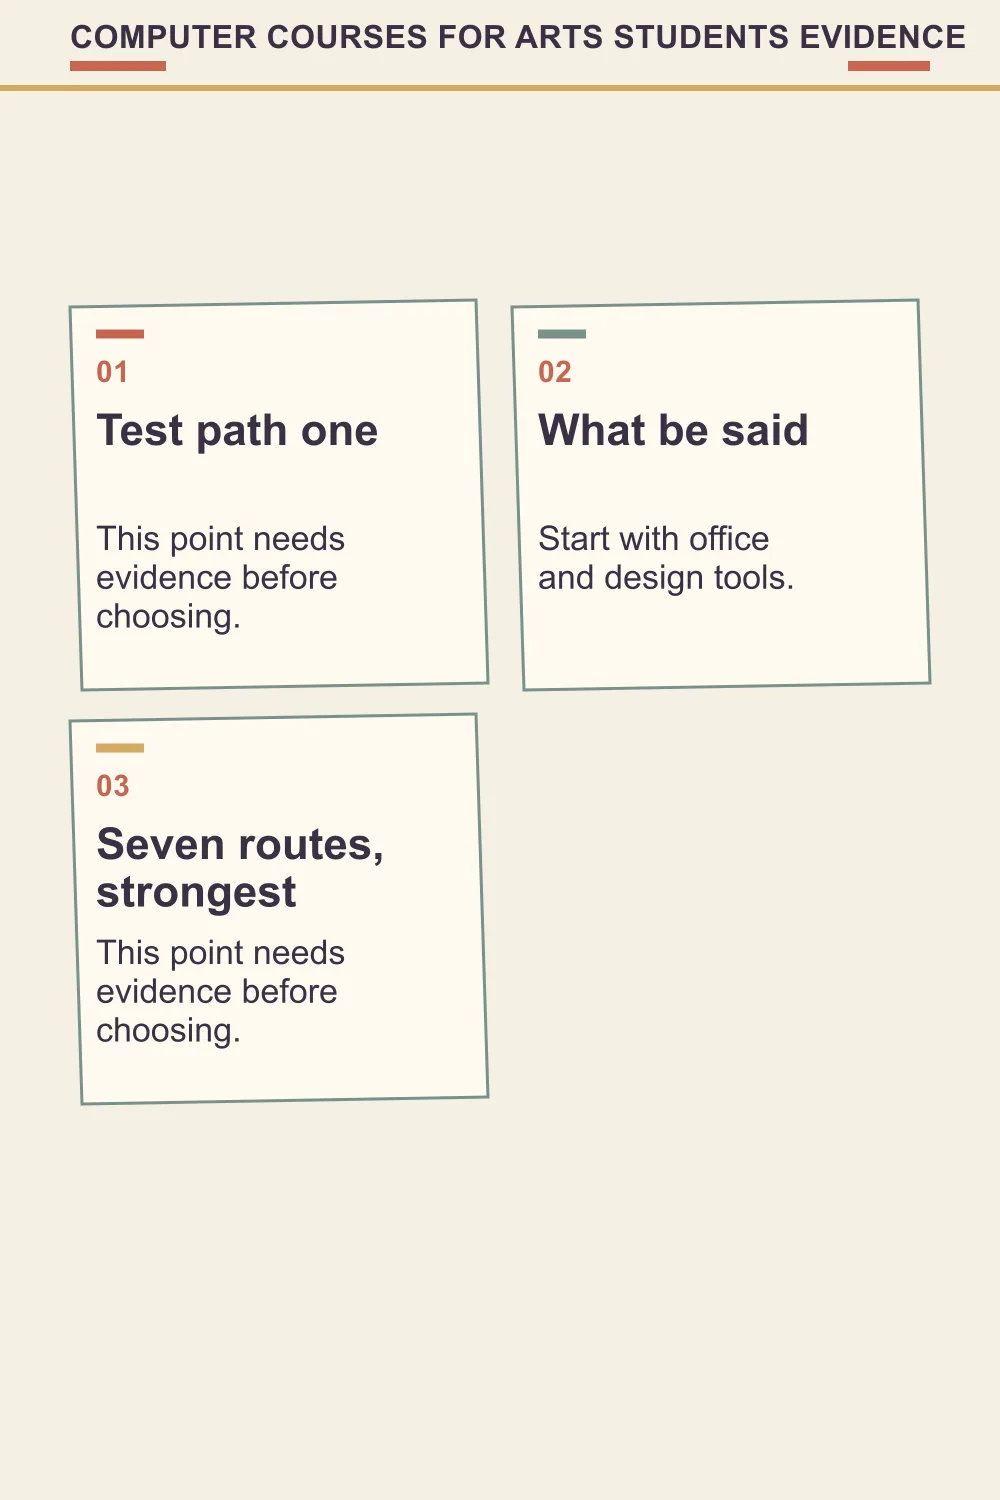 COMPUTER COURSES FOR ARTS STUDENTS EVIDENCE
01
Test path one
This point needs
evidence before
choosing.
02
What be said
Start with office
and design tools.
03
Seven routes,
strongest
This point needs
evidence before
choosing.